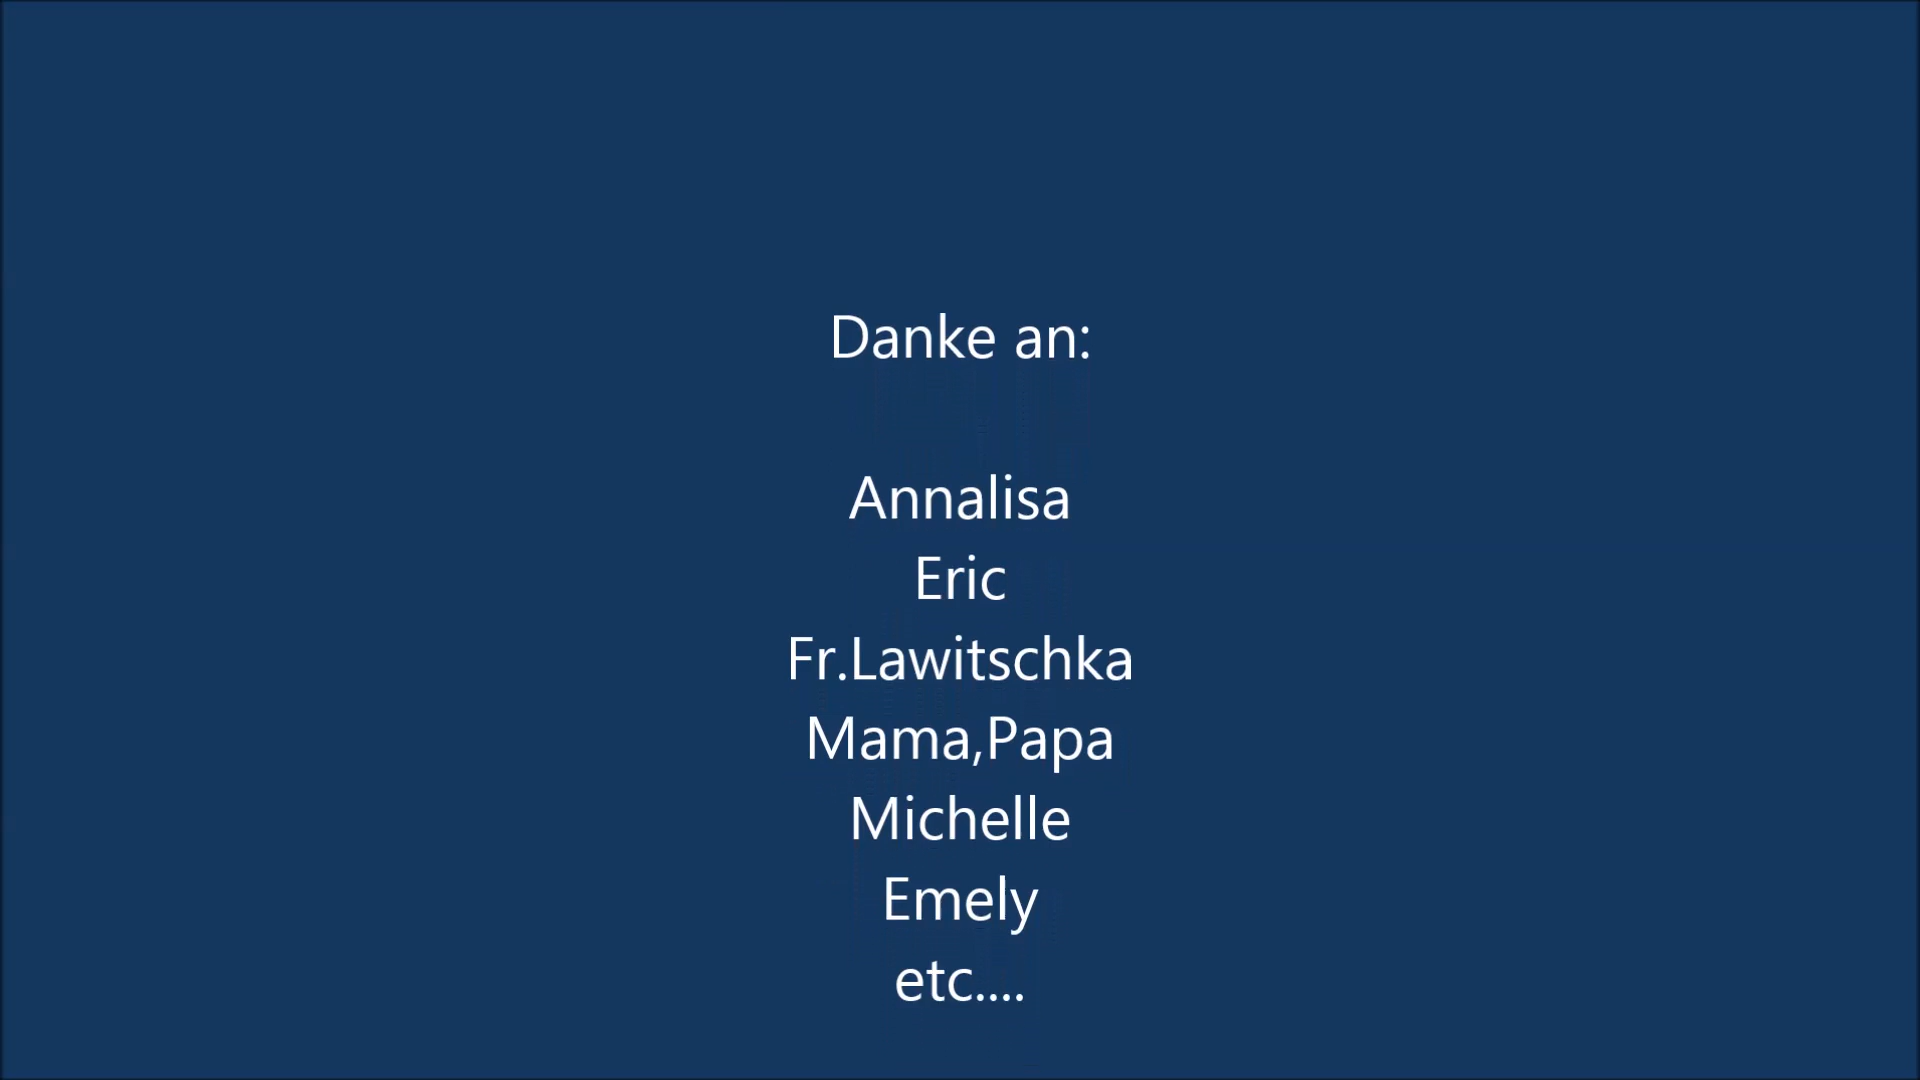 Danke an:
Annalisa
Eric
Fr.Lawitschka
Mama,Papa
Michelle
Emely
etc....